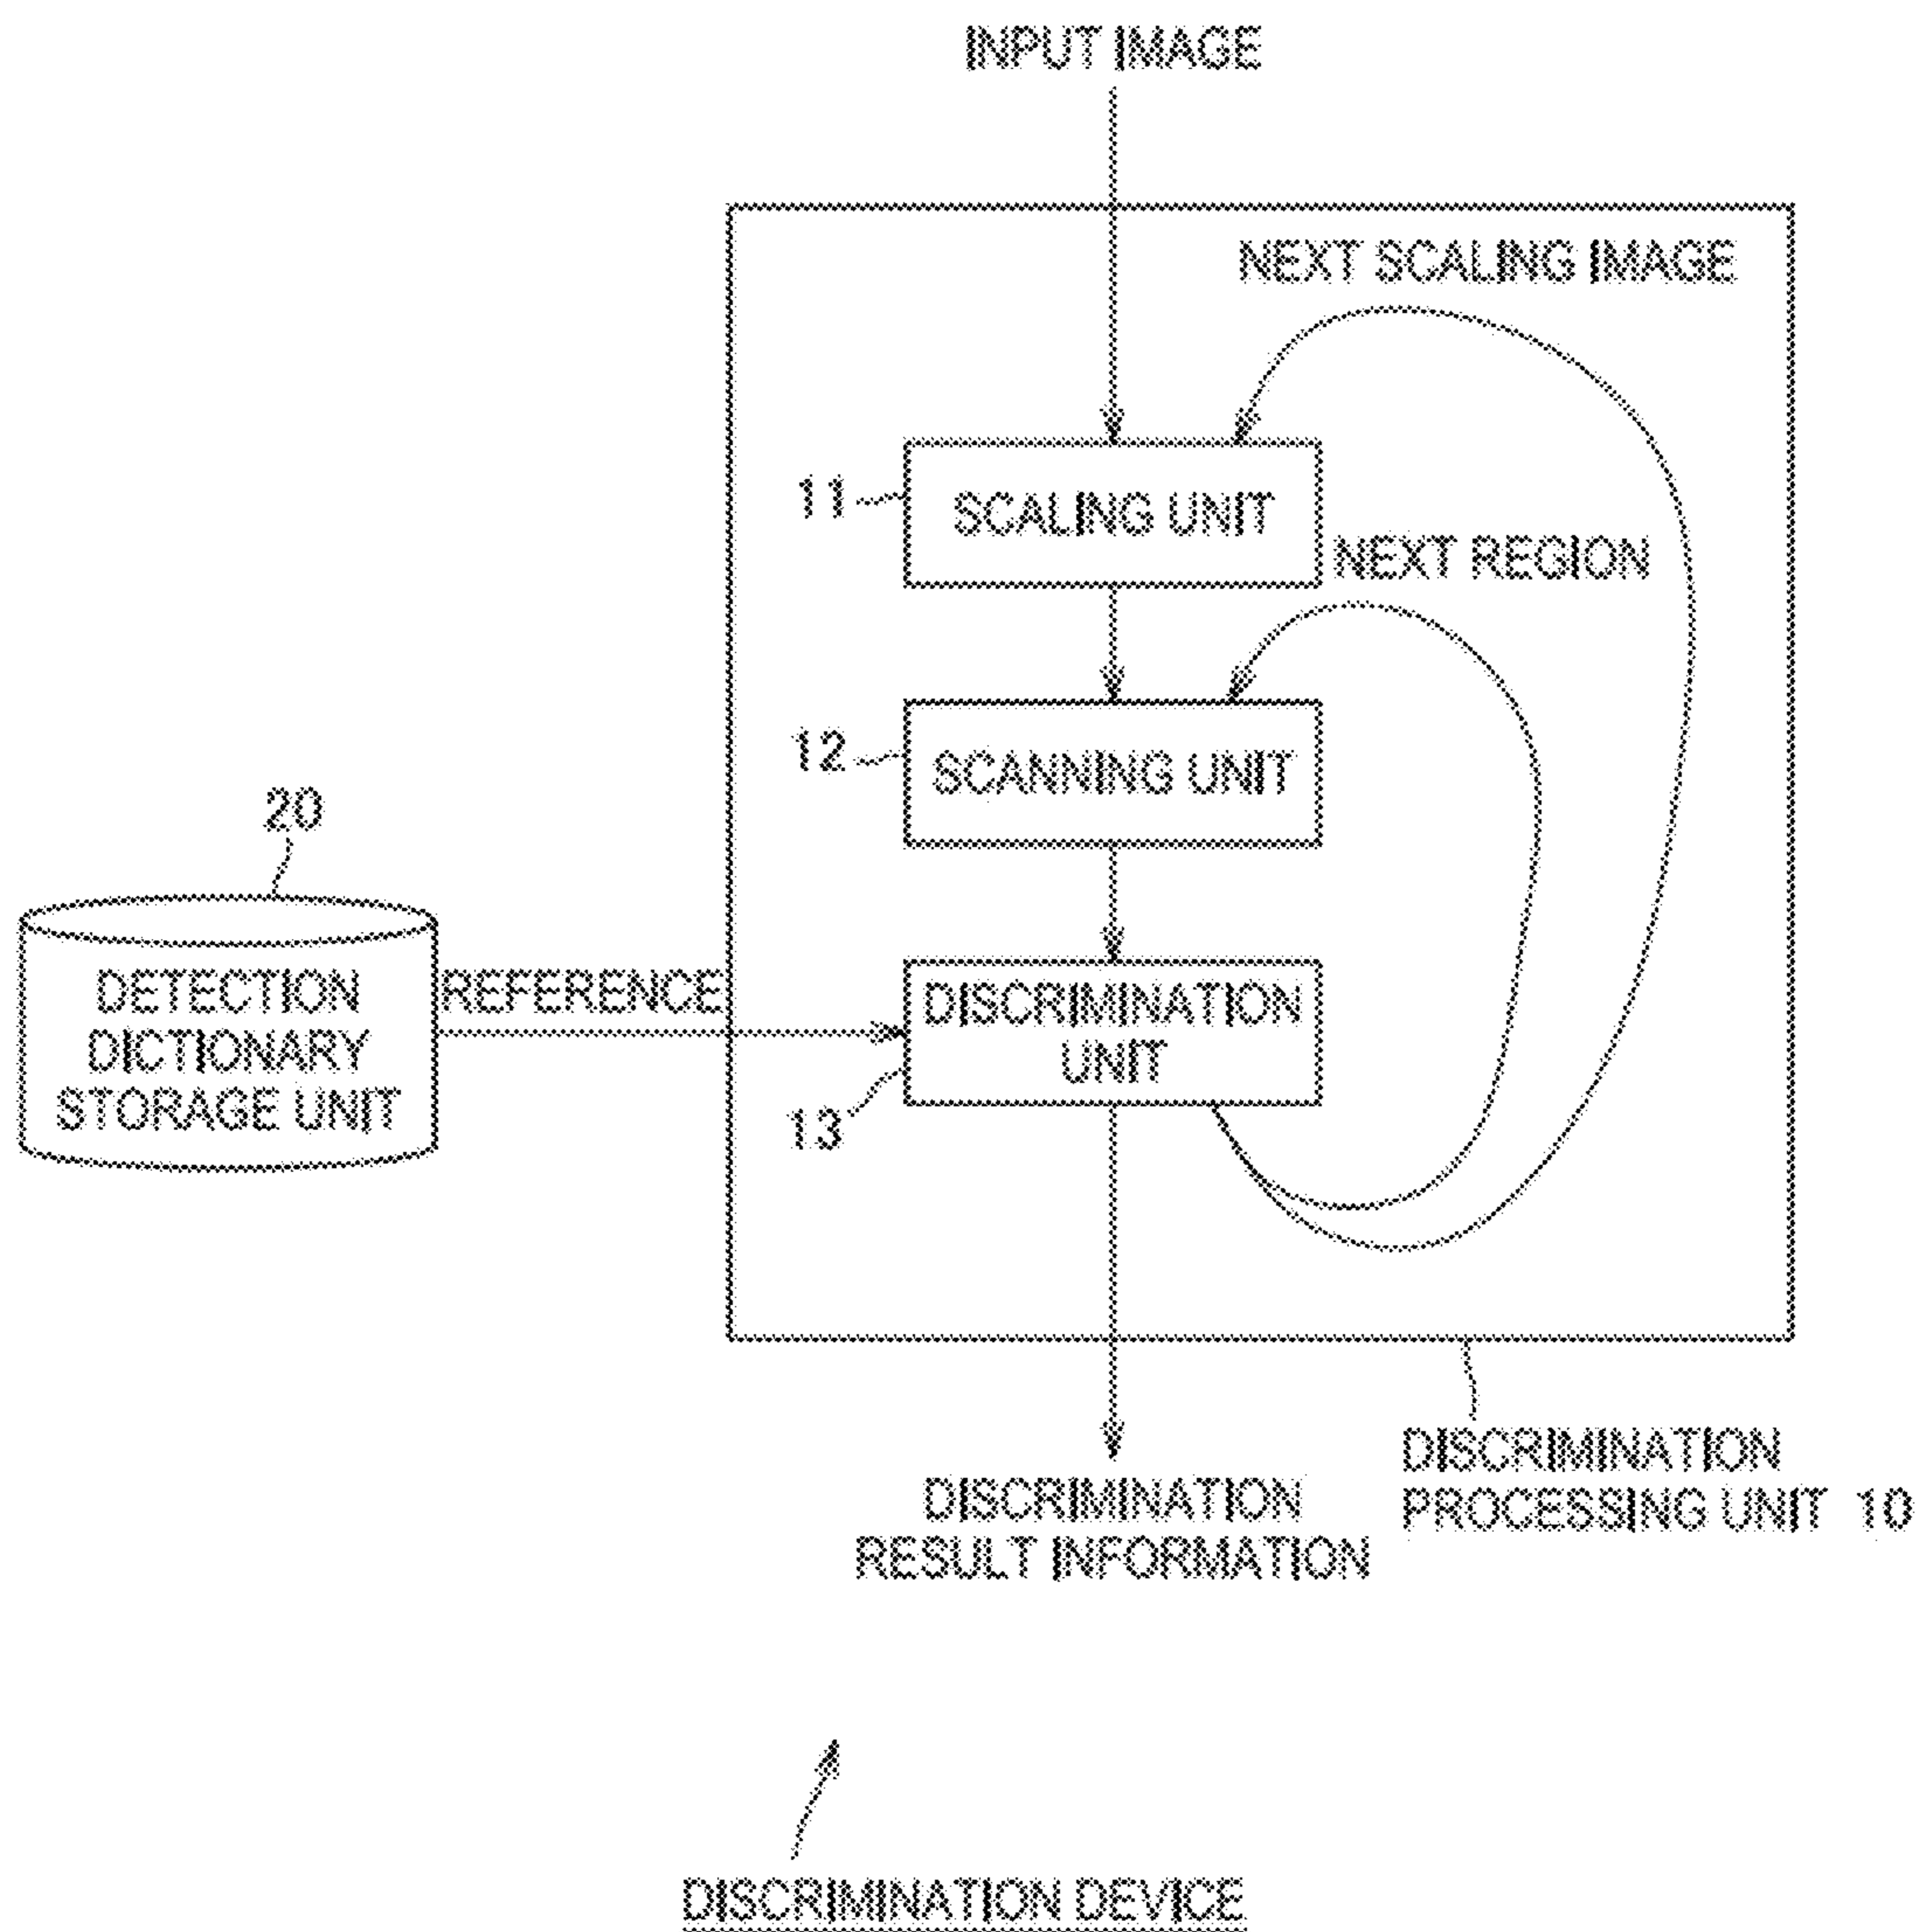 INPUT IMAGE
NEXT SCALING IMAGE
11
SCALING UNIT
NEXT REGION
12
SCANNING UNIT
20
DETECTION
DICTIONARY
STORAGE UNIT
REFERENCE
DISCRIMINATION
UNIT
13
DISCRIMINATION
PROCESSING UNIT 10
DISCRIMINATION
RESULT INFORMATION
DISCRIMINATION DEVICE